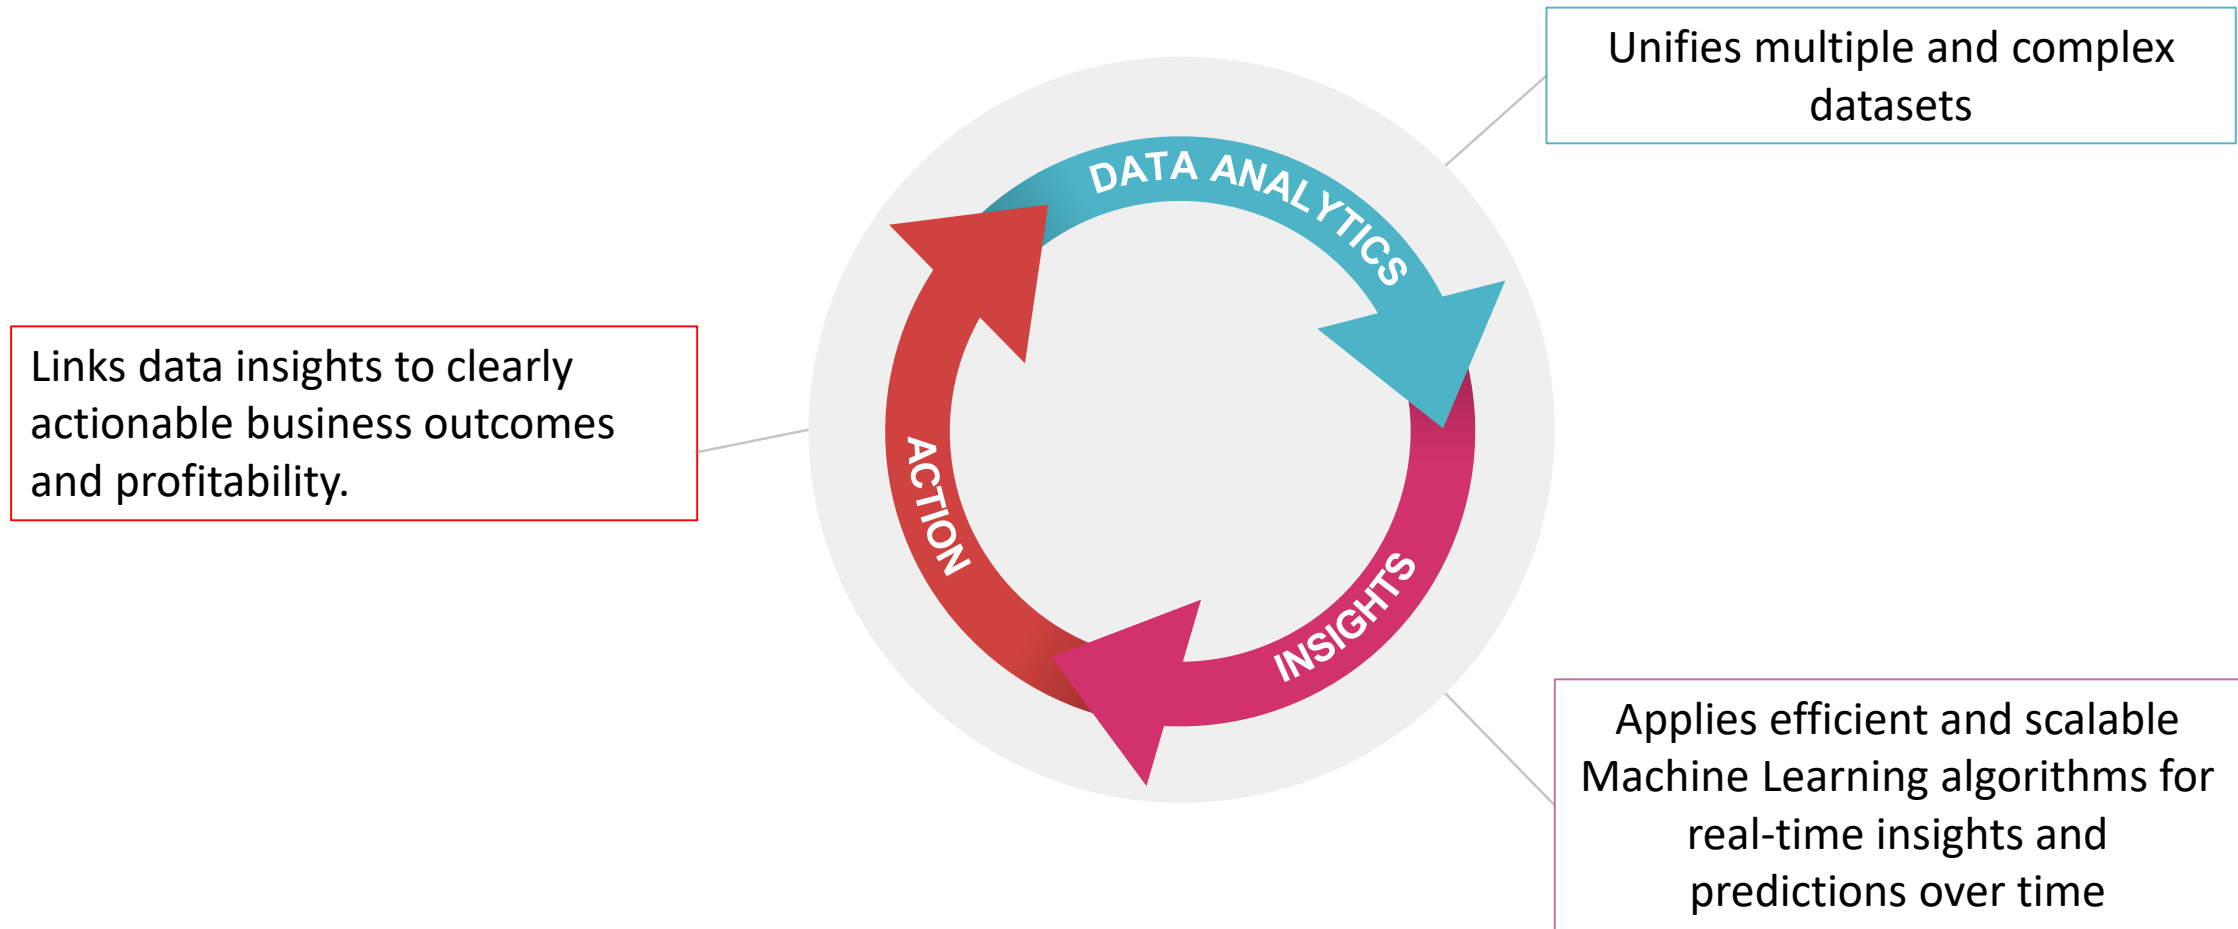 Unifies multiple and complex
datasets
DATA ANALYTICS
Links data insights to clearly
actionable business outcomes
and profitability.
ACTION
INSIGHTS
Applies efficient and scalable
Machine Learning algorithms for
real-time insights and
predictions over time